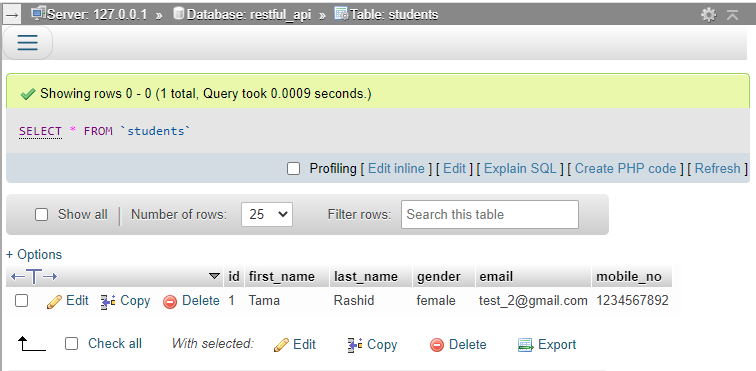 Server: 127.0.0.1 » Database: restful_api » Table: students
Showing rows 0 - 0 (1 total, Query took 0.0009 seconds.)
SELECT * FROM `students`
Profiling [ Edit inline ] [ Edit ] [ Explain SQL ] [ Create PHP code ] [ Refresh ]
Show all | Number of rows: 25 Filter rows: Search this table
+ Options
←T→ id first_name last_name gender email mobile_no
Edit Copy Delete 1 Tama Rashid female test_2@gmail.com 1234567892
Check all With selected: Edit Copy Delete Export